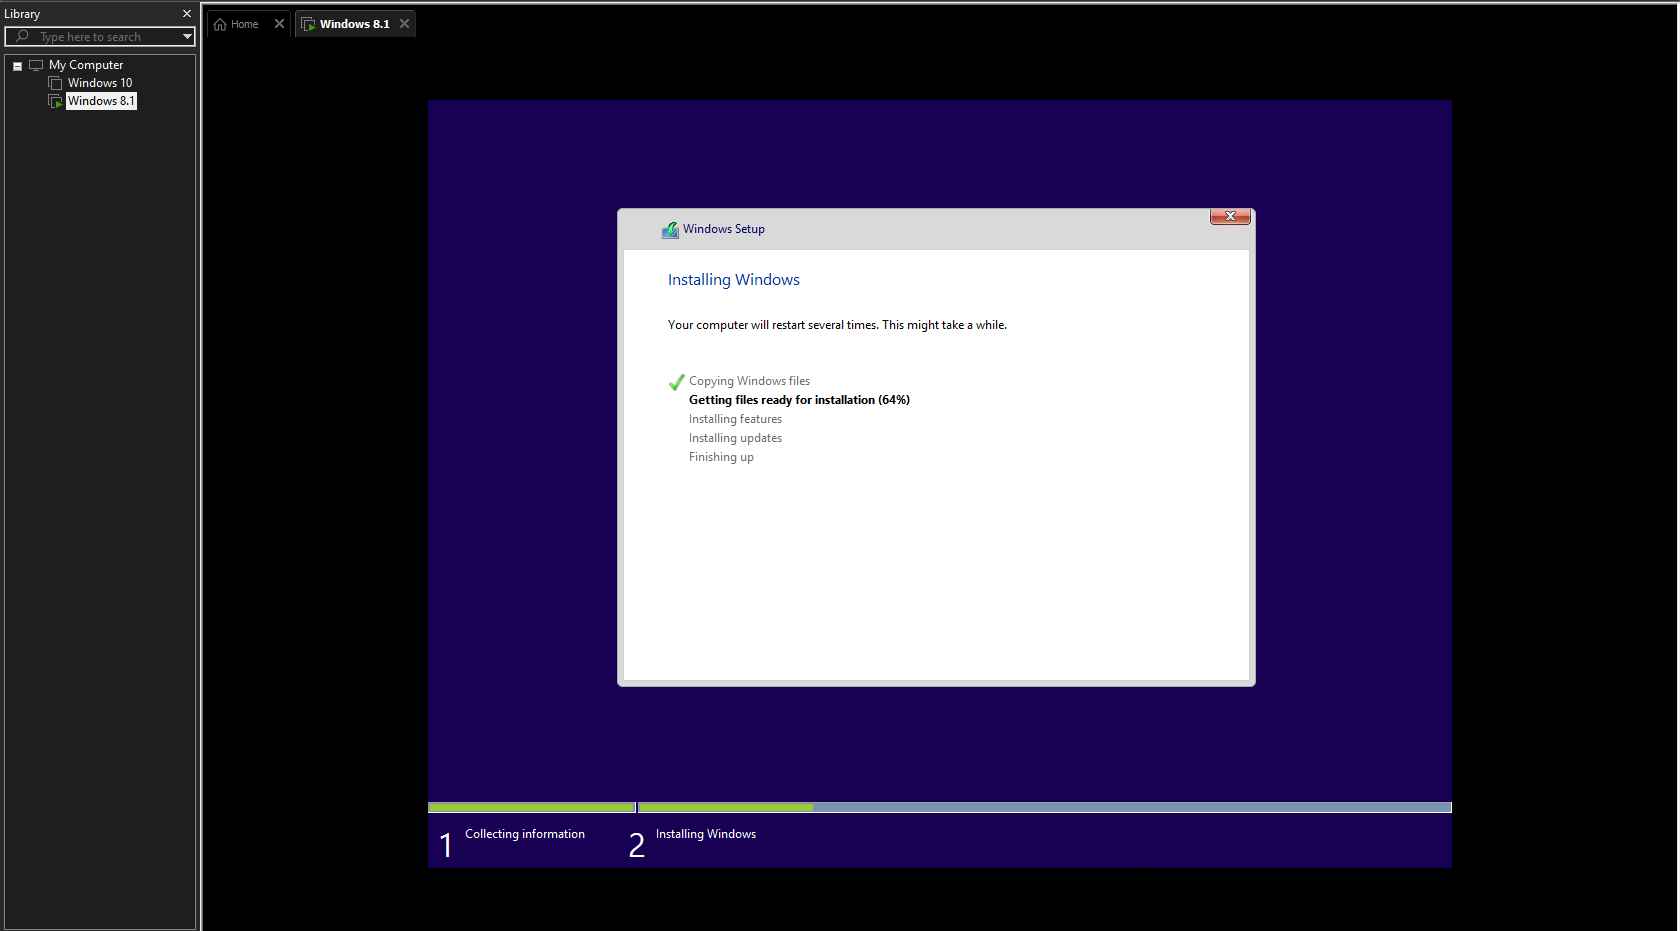 Library
Type here to search
My Computer
Windows 10
Windows 8.1
Home
Windows 8.1
Windows Setup
Installing Windows
Your computer will restart several times. This might take a while.
Copying Windows files
Getting files ready for installation (64%)
Installing features
Installing updates
Finishing up
1 Collecting information
2 Installing Windows